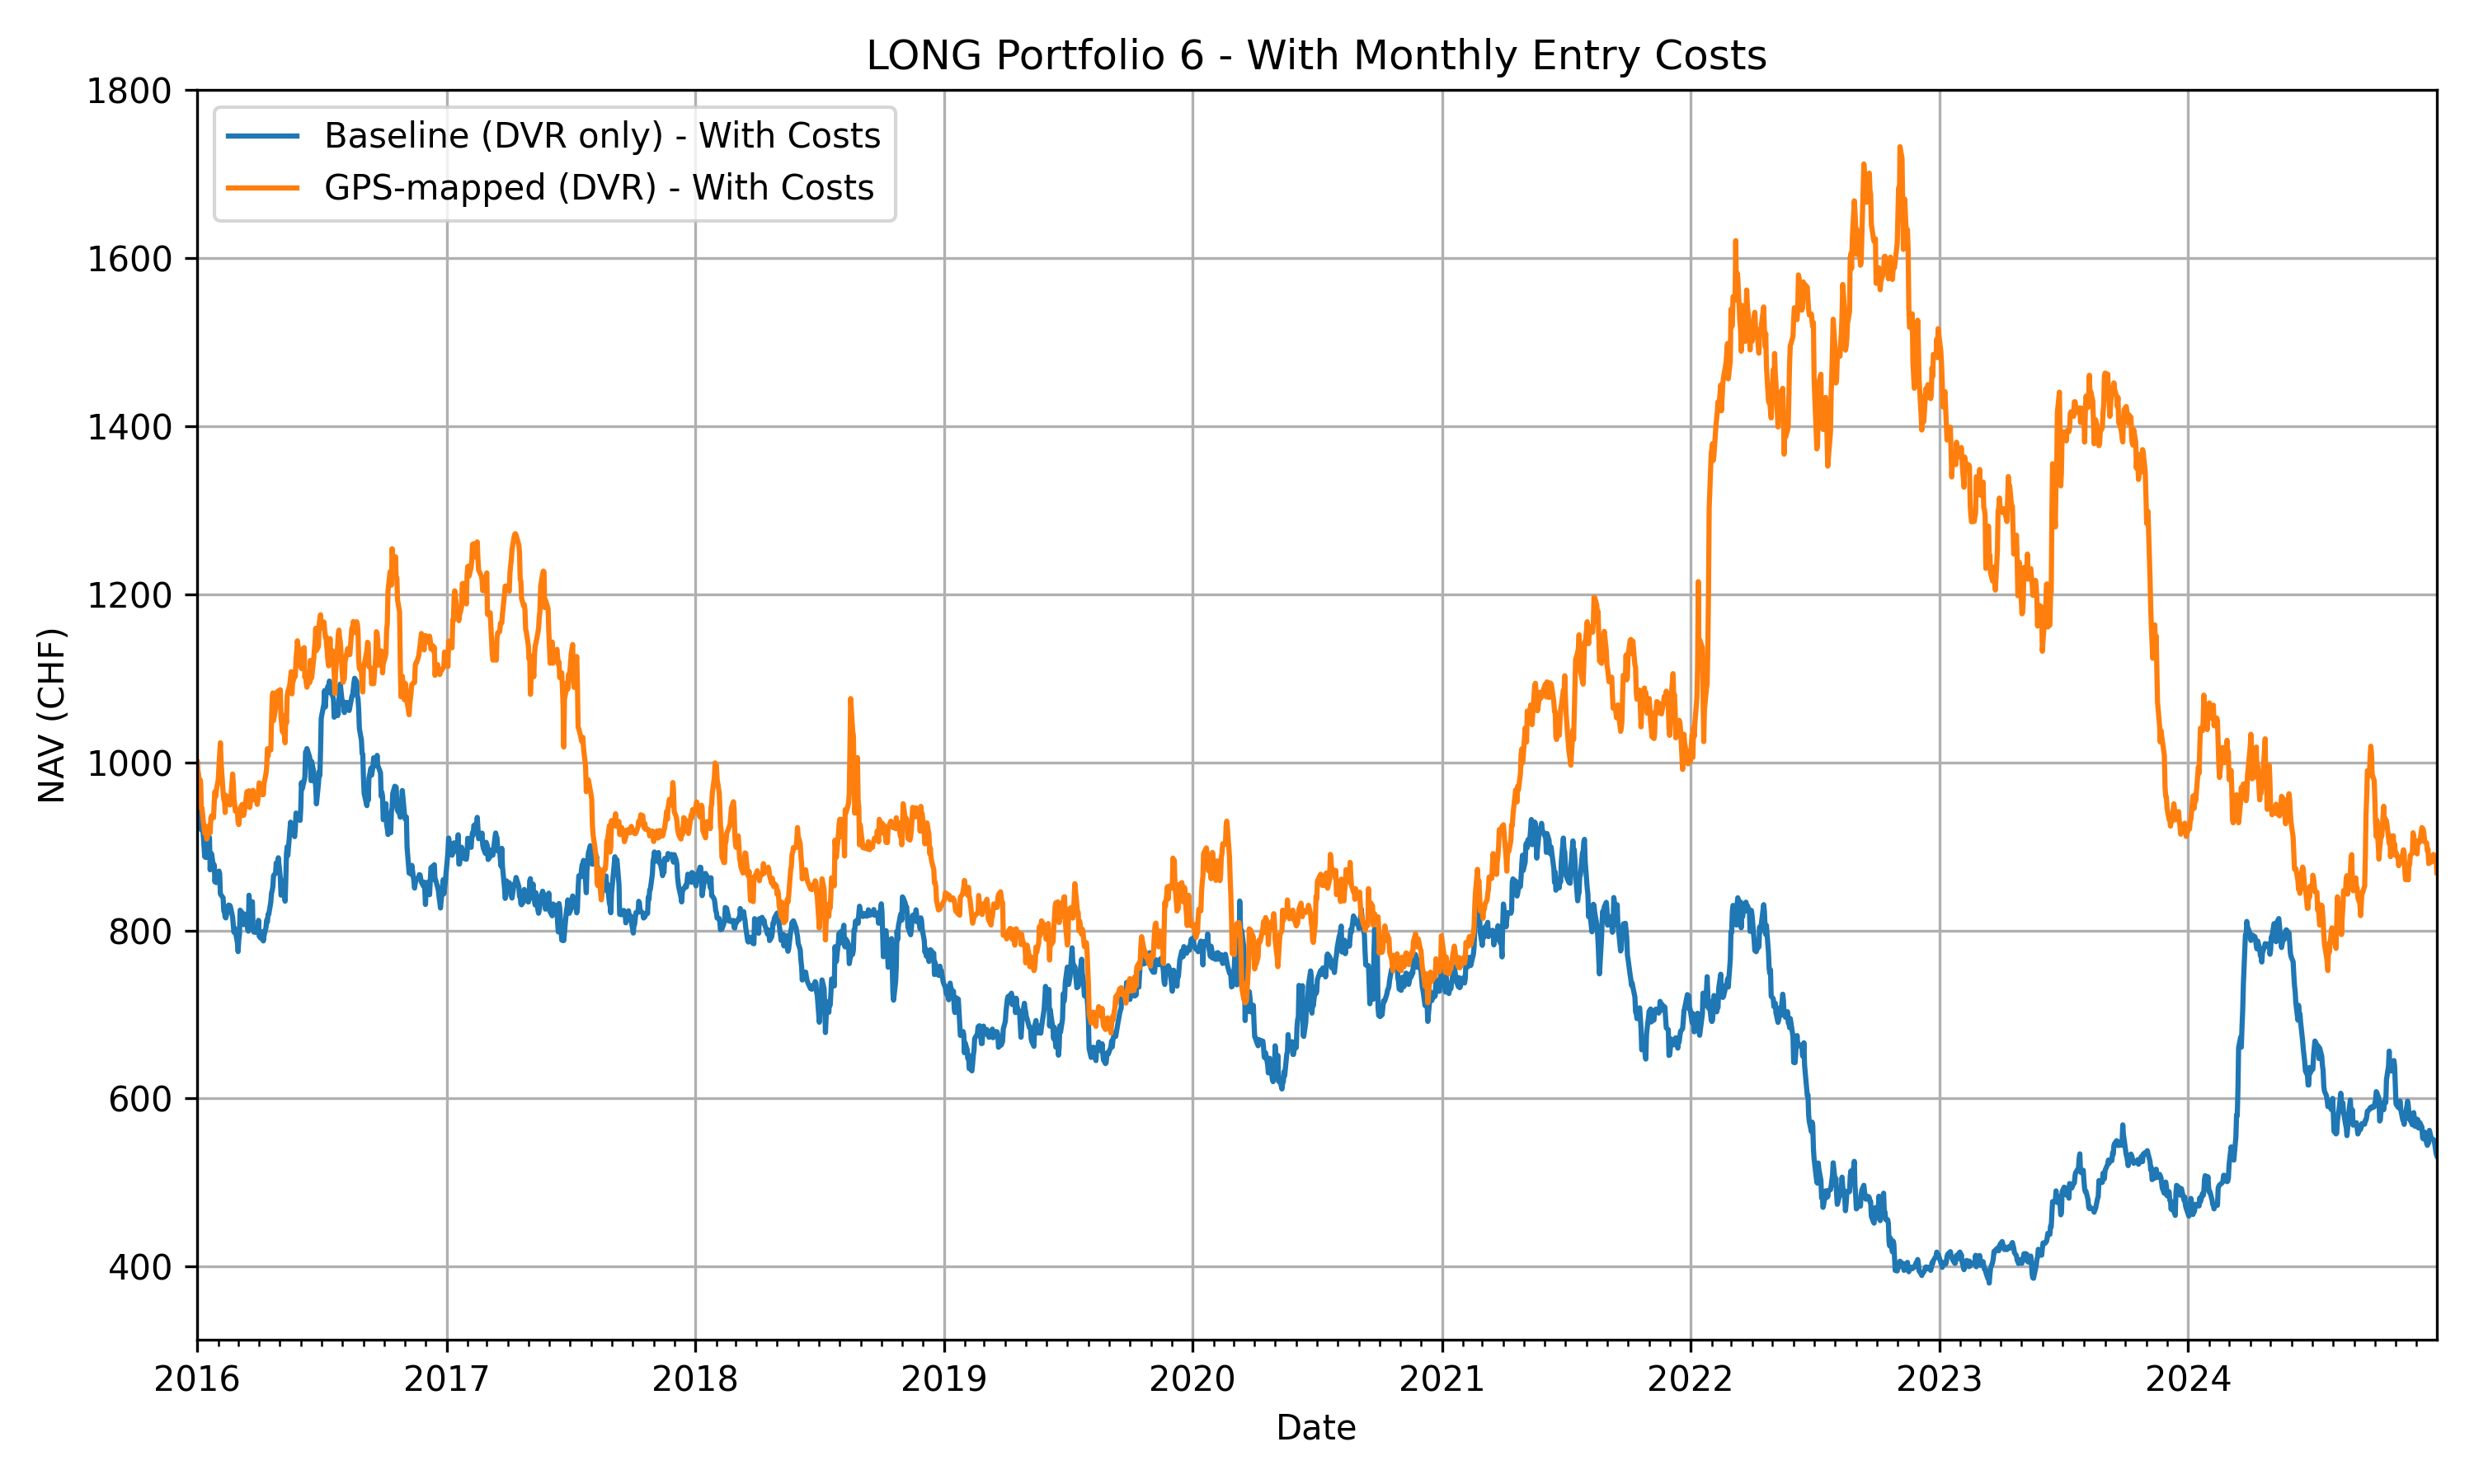 LONG Portfolio 6 - With Monthly Entry Costs
Baseline (DVR only) - With Costs
GPS-mapped (DVR) - With Costs
NAV (CHF)
1800
1600
1400
1200
1000
800
600
400
2016 2017 2018 2019 2020 2021 2022 2023 2024
Date